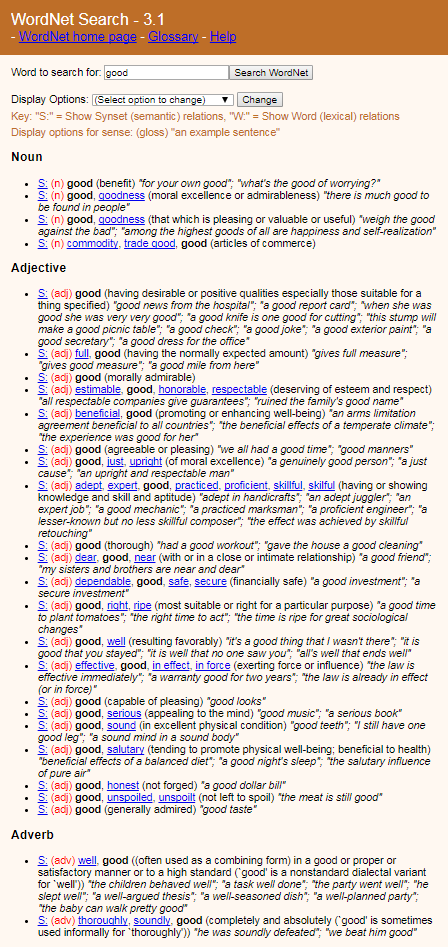 WordNet Search - 3.1
- WordNet home page - Glossary - Help
Word to search for: good Search WordNet
Display Options: (Select option to change) Change
Key: "S:" = Show Synset (semantic) relations, "W:" = Show Word (lexical) relations
Display options for sense: (gloss) "an example sentence"
Noun
S: (n) good (benefit) "for your own good"; "what's the good of worrying?"
S: (n) good, goodness (moral excellence or admirableness) "there is much good to
be found in people"
S: (n) good, goodness (that which is pleasing or valuable or useful) "weigh the good
against the bad"; "among the highest goods of all are happiness and self-realization"
S: (n) commodity, trade good, good (articles of commerce)
Adjective
S: (adj) good (having desirable or positive qualities especially those suitable for a
thing specified) "good news from the hospital"; "a good report card"; "when she was
good she was very very good"; "a good knife is one good for cutting"; "this stump will
make a good picnic table"; "a good check"; "a good joke"; "a good exterior paint"; "a
good secretary"; "a good dress for the office"
S: (adj) full, good (having the normally expected amount) "gives full measure";
"gives good measure"; "a good mile from here"
S: (adj) good (morally admirable)
S: (adj) estimable, good, honorable, respectable (deserving of esteem and respect)
"all respectable companies give guarantees"; "ruined the family's good name"
S: (adj) beneficial, good (promoting or enhancing well-being) "an arms limitation
agreement beneficial to all countries"; "the beneficial effects of a temperate climate";
"the experience was good for her"
S: (adj) good (agreeable or pleasing) "we all had a good time"; "good manners"
S: (adj) good, just, upright (of moral excellence) "a genuinely good person"; "a just
cause"; "an upright and respectable man"
S: (adj) adept, expert, good, practiced, proficient, skillful, skilful (having or showing
knowledge and skill and aptitude) "adept in handicrafts"; "an adept juggler"; "an
expert job"; "a good mechanic"; "a practiced marksman"; "a proficient engineer"; "a
lesser-known but no less skillful composer"; "the effect was achieved by skillful
retouching"
S: (adj) good (thorough) "had a good workout"; "gave the house a good cleaning"
S: (adj) dear, good, near (with or in a close or intimate relationship) "a good friend";
"my sisters and brothers are near and dear"
S: (adj) dependable, good, safe, secure (financially safe) "a good investment"; "a
secure investment"
S: (adj) good, right, ripe (most suitable or right for a particular purpose) "a good time
to plant tomatoes"; "the right time to act"; "the time is ripe for great sociological
changes"
S: (adj) good, well (resulting favorably) "it's a good thing that I wasn't there"; "it is
good that you stayed"; "it is well that no one saw you"; "all's well that ends well"
S: (adj) effective, good, in effect, in force (exerting force or influence) "the law is
effective immediately"; "a warranty good for two years"; "the law is already in effect
(or in force)"
S: (adj) good (capable of pleasing) "good looks"
S: (adj) good, serious (appealing to the mind) "good music"; "a serious book"
S: (adj) good, sound (in excellent physical condition) "good teeth"; "I still have one
good leg"; "a sound mind in a sound body"
S: (adj) good, salutary (tending to promote physical well-being; beneficial to health)
"beneficial effects of a balanced diet"; "a good night's sleep"; "the salutary influence
of pure air"
S: (adj) good, honest (not forged) "a good dollar bill"
S: (adj) good, unspoiled, unspoilt (not left to spoil) "the meat is still good"
S: (adj) good (generally admired) "good taste"
Adverb
S: (adv) well, good ((often used as a combining form) in a good or proper or
satisfactory manner or to a high standard (`good' is a nonstandard dialectal variant
for `well')) "the children behaved well"; "a task well done"; "the party went well"; "he
slept well"; "a well-argued thesis"; "a well-seasoned dish"; "a well-planned party";
"the baby can walk pretty good"
S: (adv) thoroughly, soundly, good (completely and absolutely (`good' is sometimes
used informally for `thoroughly')) "he was soundly defeated"; "we beat him good"